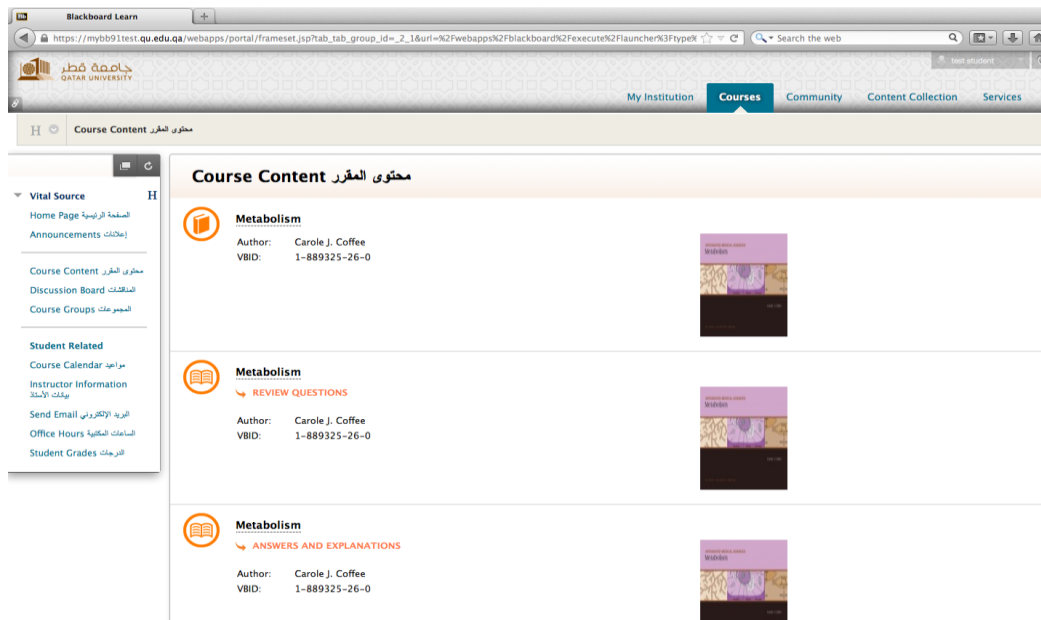 Blackboard Learn
https://mybb91test.qu.edu.qa/webapps/portal/frameset.jsp?tab_tab_group_id=_2_1&url=%2Fwebapps%2Fblackboard%2Fexecute%2Flauncher%3Ftype%
Search the web
جامعة قطر
QATAR UNIVERSITY
test student
My Institution Courses Community Content Collection Services
H Course Content محتوى المقرر
Course Content محتوى المقرر
Vital Source H
Home Page الصفحة الرئيسية
Announcements إعلانات
Course Content محتوى المقرر
Discussion Board المناقشات
Course Groups المجموعات
Student Related
Course Calendar مواعيد
Instructor Information
بيانات الأستاذ
Send Email البريد الإلكتروني
Office Hours الساعات المكتبية
Student Grades الدرجات
Metabolism
Author: Carole J. Coffee
VBID: 1-889325-26-0
Metabolism
Metabolism
REVIEW QUESTIONS
Author: Carole J. Coffee
VBID: 1-889325-26-0
Metabolism
Metabolism
ANSWERS AND EXPLANATIONS
Author: Carole J. Coffee
VBID: 1-889325-26-0
Metabolism